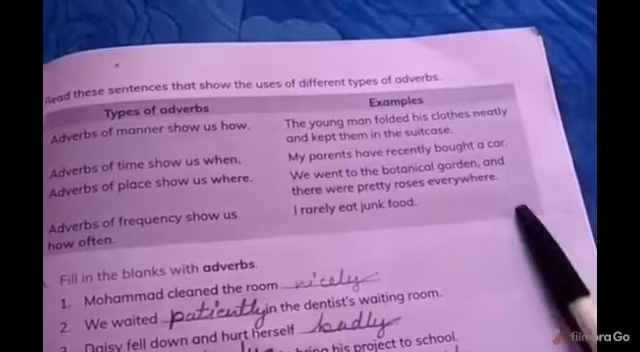 Read these sentences that show the uses of different types of adverbs.
Types of adverbs Examples
Adverbs of manner show us how. The young man folded his clothes neatly
and kept them in the suitcase.
Adverbs of time show us when. My parents have recently bought a car.
Adverbs of place show us where. We went to the botanical garden, and
there were pretty roses everywhere.
Adverbs of frequency show us I rarely eat junk food.
how often.
Fill in the blanks with adverbs.
1. Mohammad cleaned the room nicely.
2. We waited patiently in the dentist's waiting room.
3. Daisy fell down and hurt herself badly
bring his project to school.
filmora Go